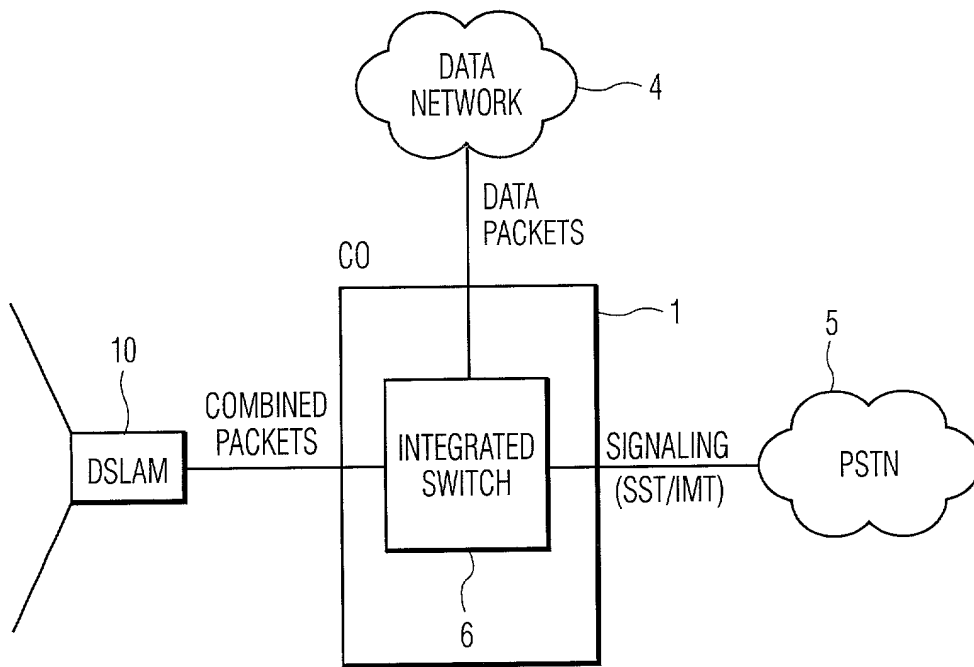 DATA
NETWORK
4
DATA
PACKETS
CO
1
5
10
COMBINED
PACKETS
DSLAM
INTEGRATED
SWITCH
SIGNALING
(SST/IMT)
PSTN
6